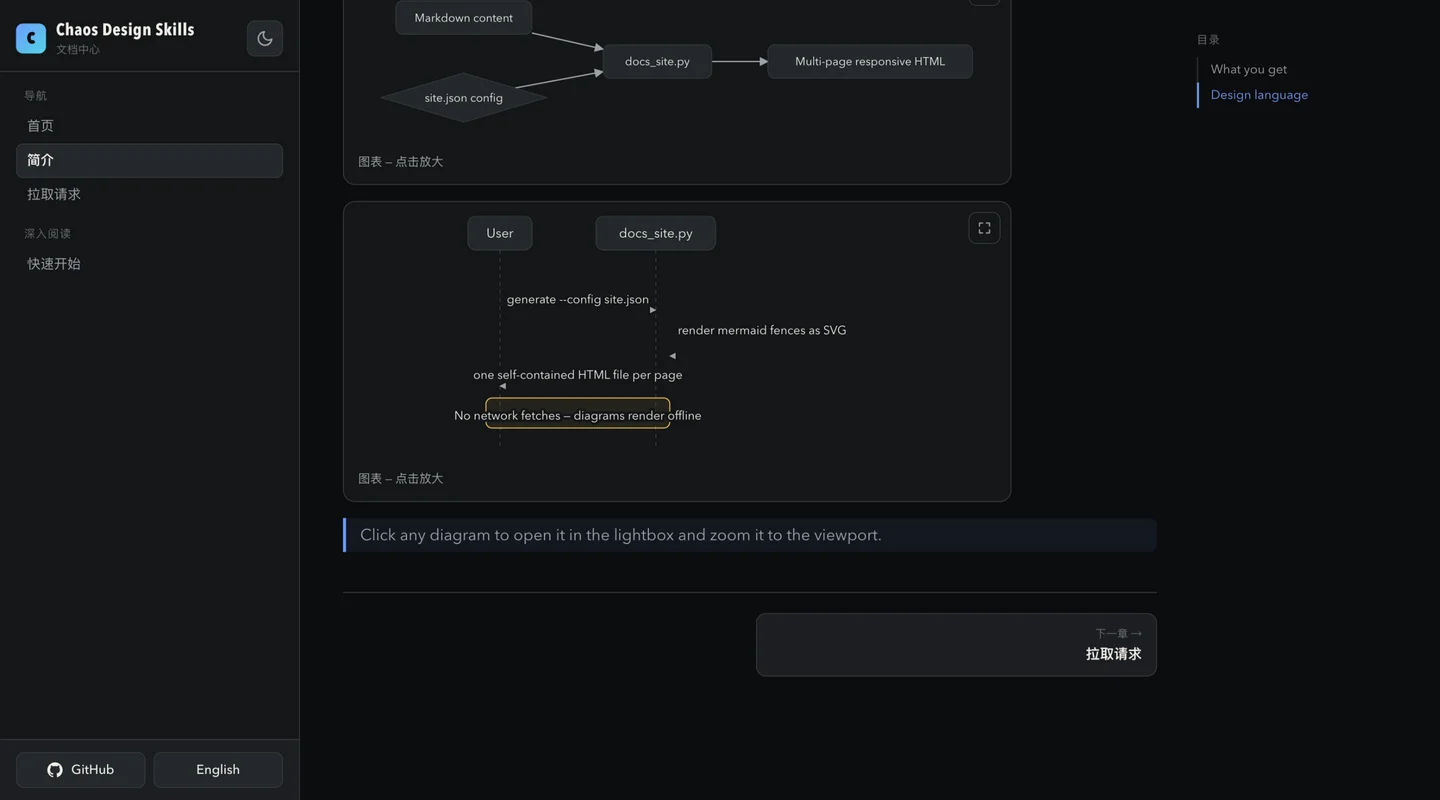 C
Chaos Design Skills
文档中心
导航
首页
简介
拉取请求
深入阅读
快速开始
GitHub
English
Markdown content
docs_site.py
Multi-page responsive HTML
site.json config
图表 — 点击放大
User
docs_site.py
generate --config site.json
render mermaid fences as SVG
one self-contained HTML file per page
No network fetches — diagrams render offline
图表 — 点击放大
Click any diagram to open it in the lightbox and zoom it to the viewport.
下一章 →
拉取请求
目录
What you get
Design language